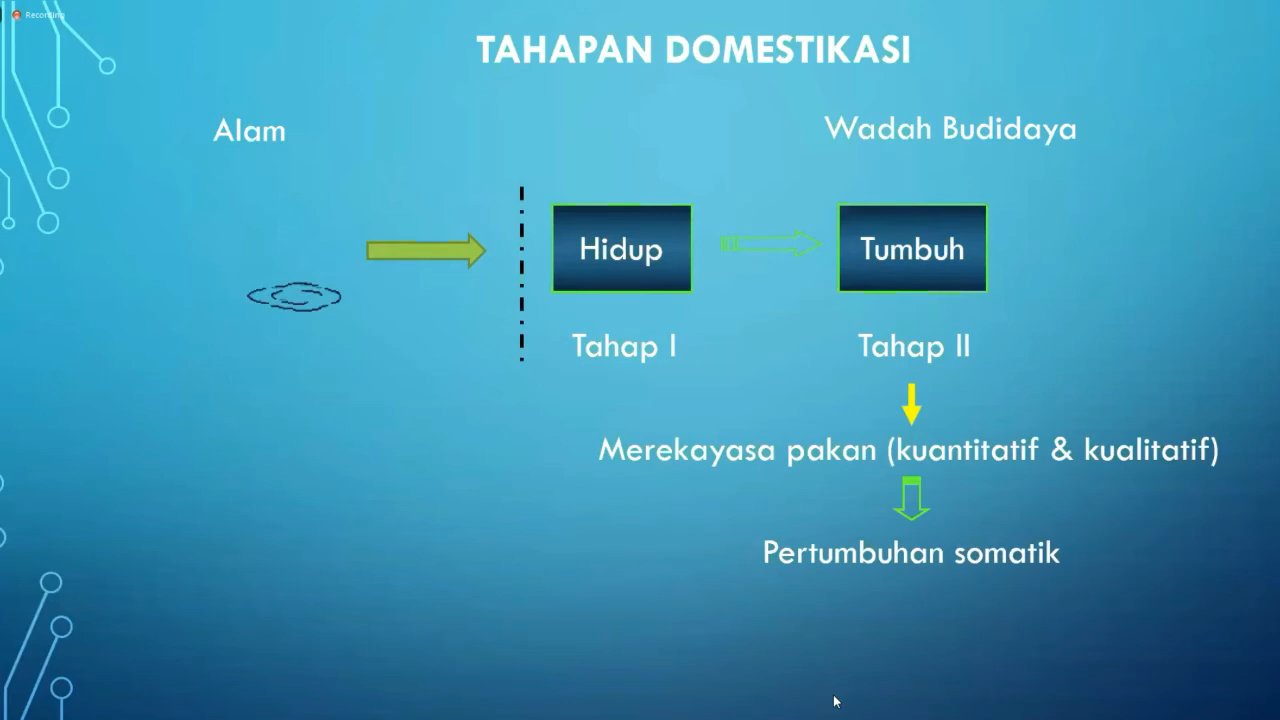 Recording
TAHAPAN DOMESTIKASI
Alam
Wadah Budidaya
Hidup
Tumbuh
Tahap I
Tahap II
Merekayasa pakan (kuantitatif & kualitatif)
Pertumbuhan somatik